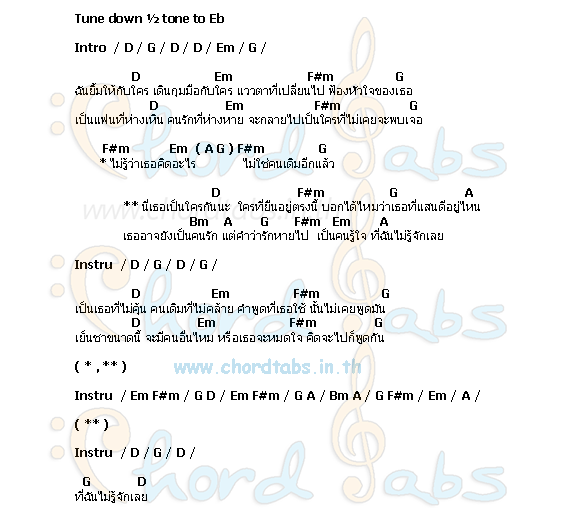 Tune down ½ tone to Eb
Intro / D / G / D / D / Em / G /
D Em F#m G
ฉันยิ้มให้กับใคร เดินกุมมือกับใคร แววตาที่เปลี่ยนไป ฟ้องหัวใจของเธอ
D Em F#m G
เป็นแฟนที่ห่างเหิน คนรักที่ห่างหาย จะกลายไปเป็นใครที่ไม่เคยจะพบเจอ
F#m Em ( A G ) F#m G
* ไม่รู้ว่าเธอคิดอะไร ไม่ใช่คนเดิมอีกแล้ว
D F#m G A
** นี่เธอเป็นใครกันนะ ใครที่ยืนอยู่ตรงนี้ บอกได้ไหมว่าเธอที่แสนดีอยู่ไหน
Bm A G F#m Em A
เธออาจยังเป็นคนรัก แต่คำว่ารักหายไป เป็นคนรู้ใจ ที่ฉันไม่รู้จักเลย
Instru / D / G / D / G /
D Em F#m G
เป็นเธอที่ไม่คุ้น คนเดิมที่ไม่คล้าย คำพูดที่เธอใช้ นั้นไม่เคยพูดมัน
D Em F#m G
เย็นชาขนาดนี้ จะมีคนอื่นไหม หรือเธอจะหมดใจ คิดจะไปก็พูดกัน
( * , ** )
www.chordtabs.in.th
Instru / Em F#m / G D / Em F#m / G A / Bm A / G F#m / Em / A /
( ** )
Instru / D / G / D /
G D
ที่ฉันไม่รู้จักเลย